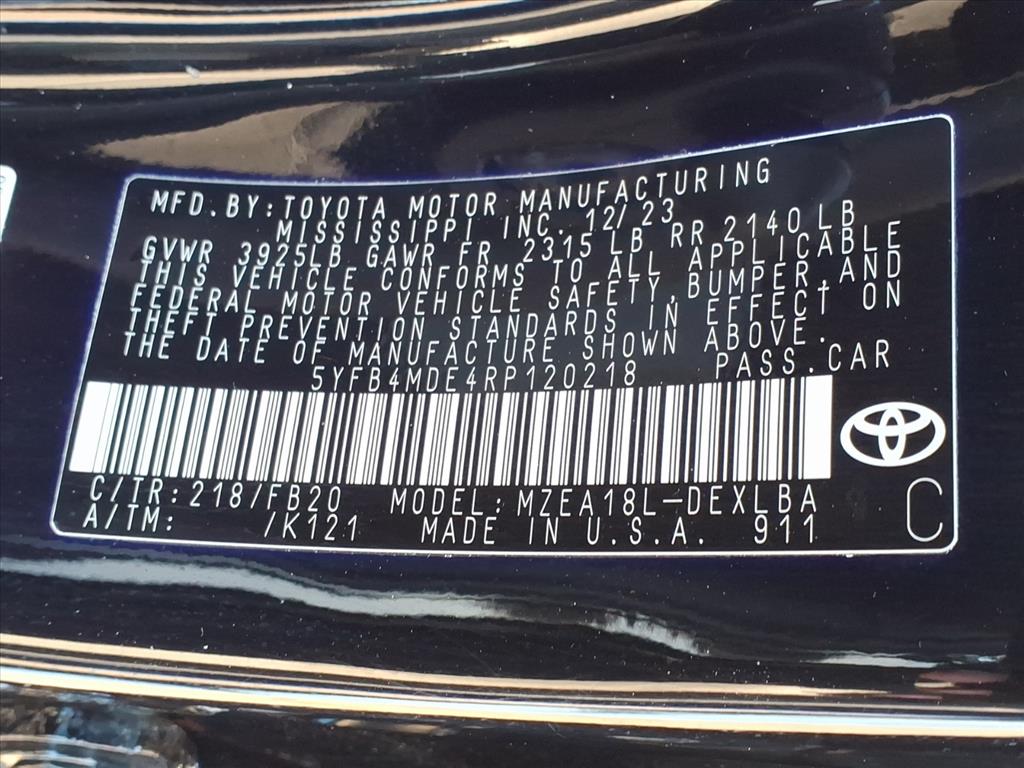 MFD.BY:TOYOTA MOTOR MANUFACTURING
MISSISSIPPI INC. 12/23
GVWR 3925LB GAWR FR 2315 LB RR 2140 LB
THIS VEHICLE CONFORMS TO ALL APPLICABLE
FEDERAL MOTOR VEHICLE SAFETY,BUMPER,AND
THEFT PREVENTION STANDARDS IN EFFECT ON
THE DATE OF MANUFACTURE SHOWN ABOVE.
5YFB4MDE4RP120218 PASS.CAR
C/TR:218/FB20 MODEL:MZEA18L-DEXLBA
A/TM: /K121 MADE IN U.S.A. 911
C